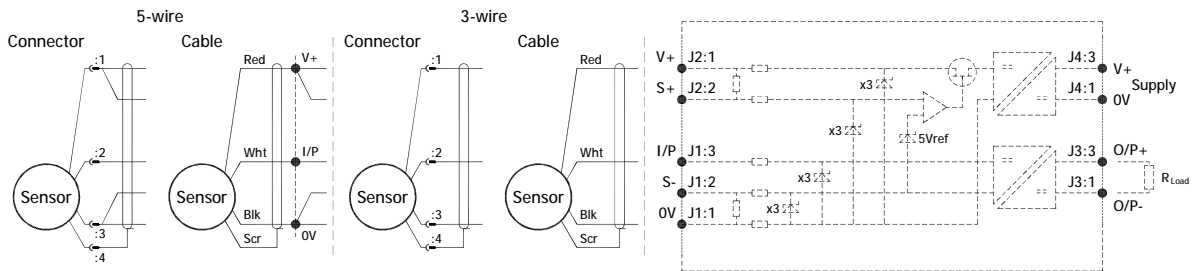 5-wire
3-wire
Connector
Cable
Connector
Cable
:1
Red
V+
:1
Red
:2
Wht
I/P
:2
Wht
Sensor
Sensor
Sensor
Sensor
:3
Blk
0V
:3
Blk
:4
Scr
:4
Scr
V+ J2:1
S+ J2:2
I/P J1:3
S- J1:2
0V J1:1
x3
x3
x3
x3
5Vref
J4:3 V+
Supply
J4:1 0V
J3:3 O/P+
RLoad
J3:1 O/P-